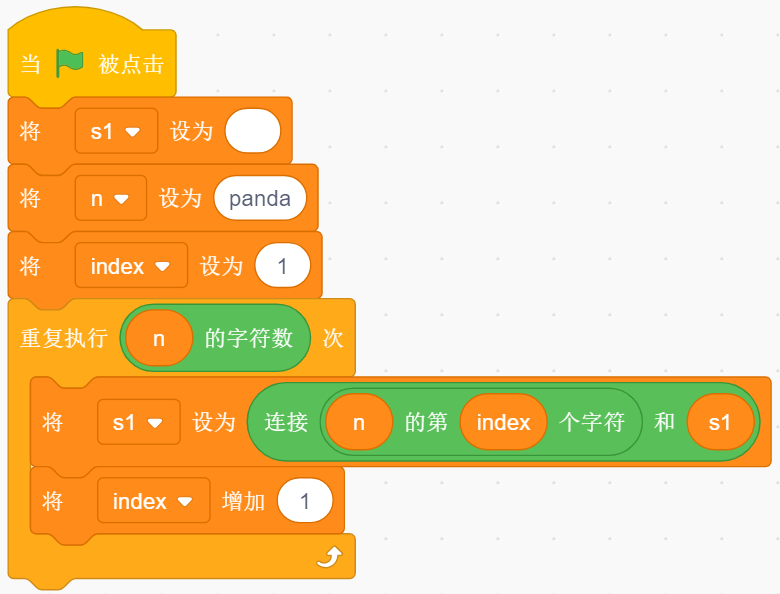 当 被点击
将 s1 设为
将 n 设为 panda
将 index 设为 1
重复执行 n 的字符数 次
将 s1 设为 连接 n 的第 index 个字符 和 s1
将 index 增加 1